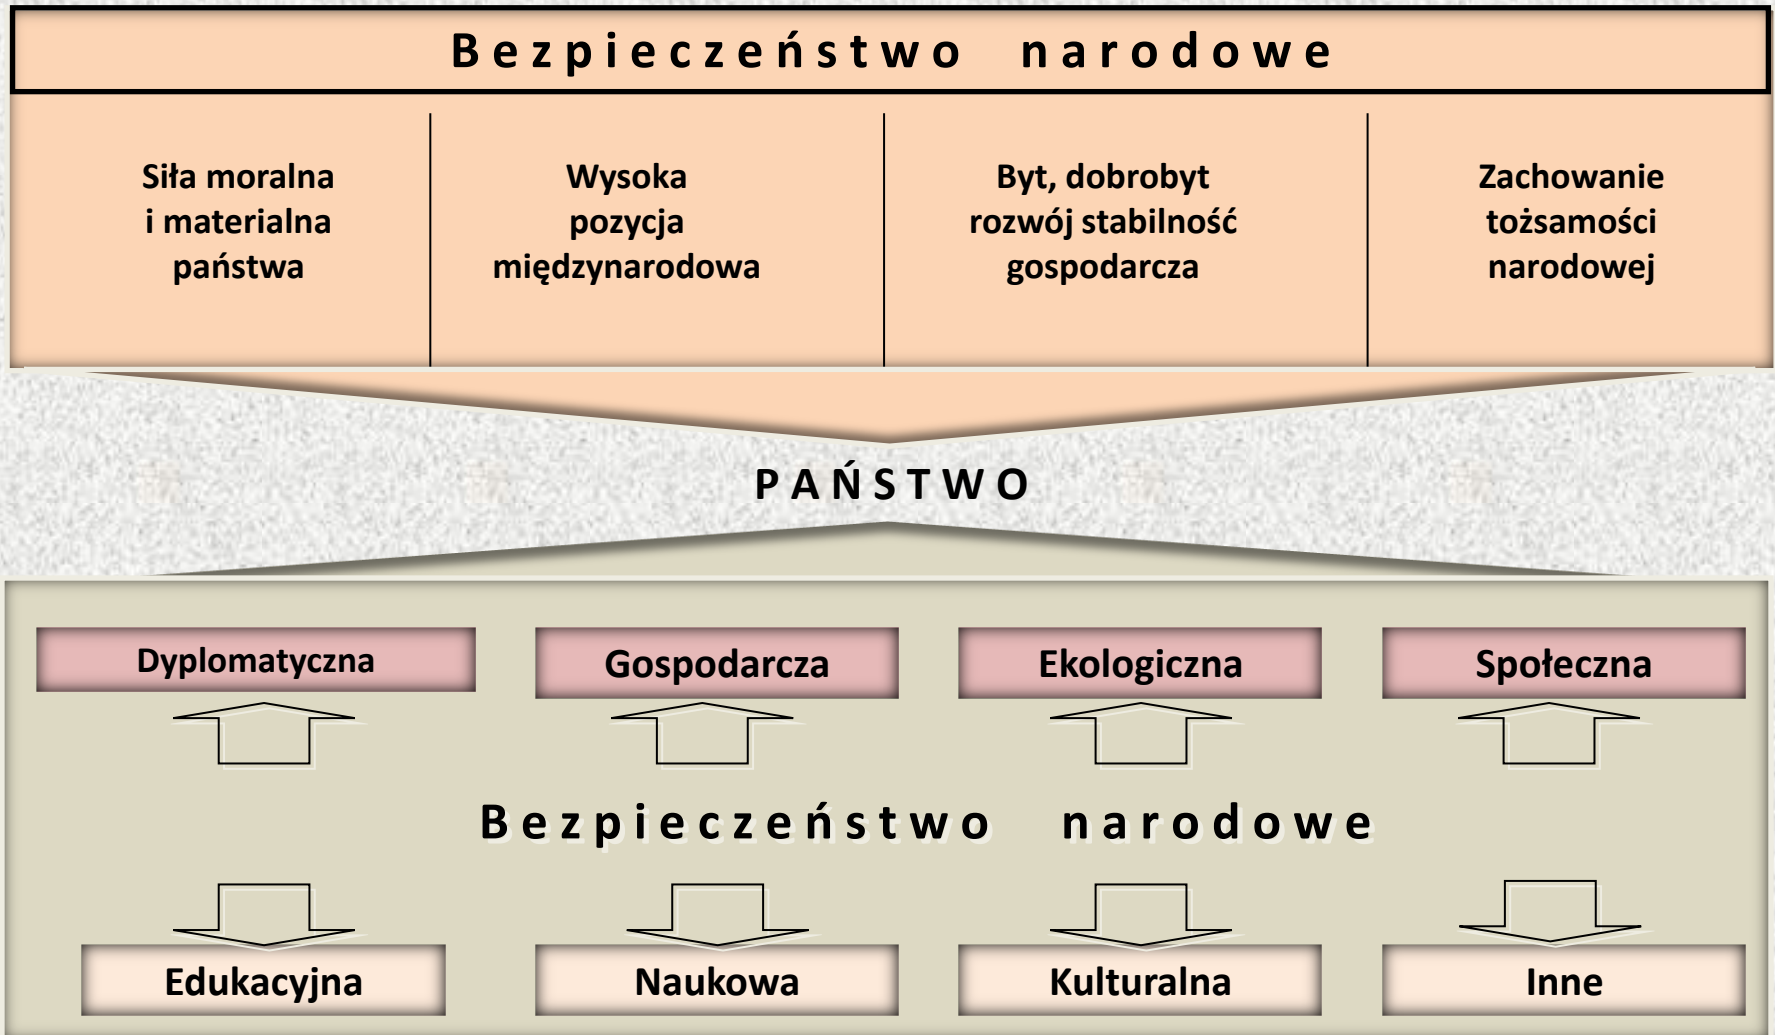 Bezpieczeństwo narodowe
Siła moralna
i materialna
państwa
Wysoka
pozycja
międzynarodowa
Byt, dobrobyt
rozwój stabilność
gospodarcza
Zachowanie
tożsamości
narodowej
PAŃSTWO
Dyplomatyczna
Gospodarcza
Ekologiczna
Społeczna
Bezpieczeństwo narodowe
Edukacyjna
Naukowa
Kulturalna
Inne